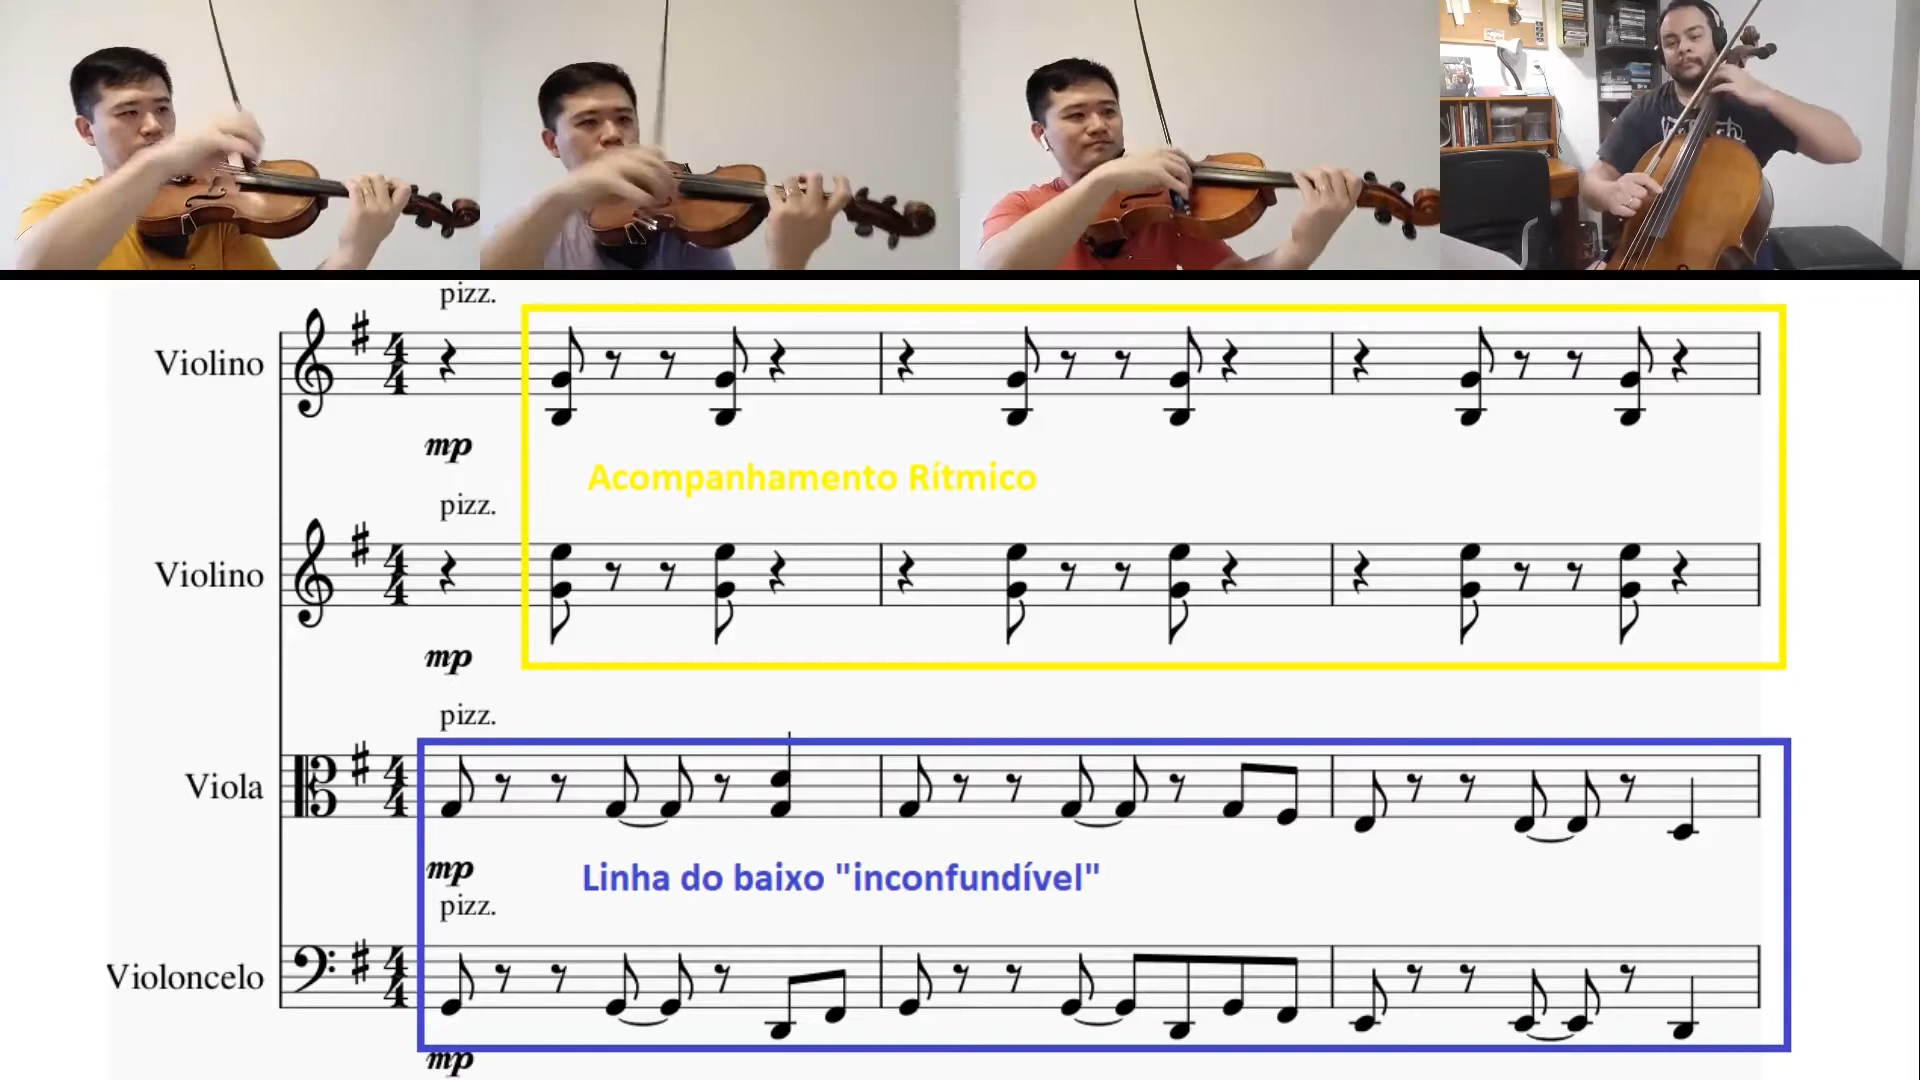 pizz.
Violino
mp
Acompanhamento Rítmico
pizz.
Violino
mp
pizz.
Viola
mp
Linha do baixo "inconfundível"
pizz.
Violoncelo
mp